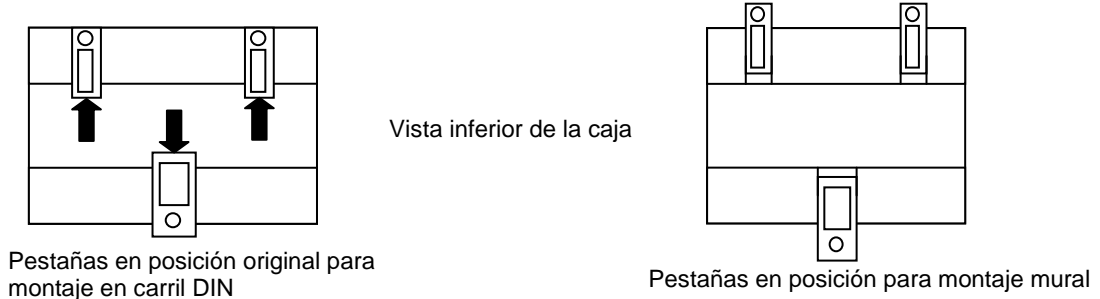 Vista inferior de la caja
Pestañas en posición original para
montaje en carril DIN
Pestañas en posición para montaje mural